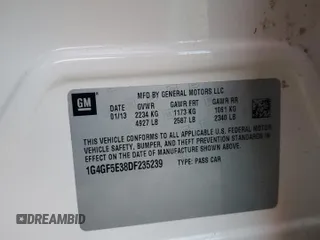 GM
MFD BY GENERAL MOTORS LLC
DATE GVWR GAWR FRT GAWR RR
01/13 2234 KG 1173 KG 1061 KG
4927 LB 2587 LB 2340 LB
THIS VEHICLE CONFORMS TO ALL APPLICABLE U.S. FEDERAL MOTOR
VEHICLE SAFETY, BUMPER, AND THEFT PREVENTION STANDARDS IN
EFFECT ON THE DATE OF MANUFACTURE SHOWN ABOVE.
1G4GF5E38DF235239 TYPE: PASS CAR
DREAMBID